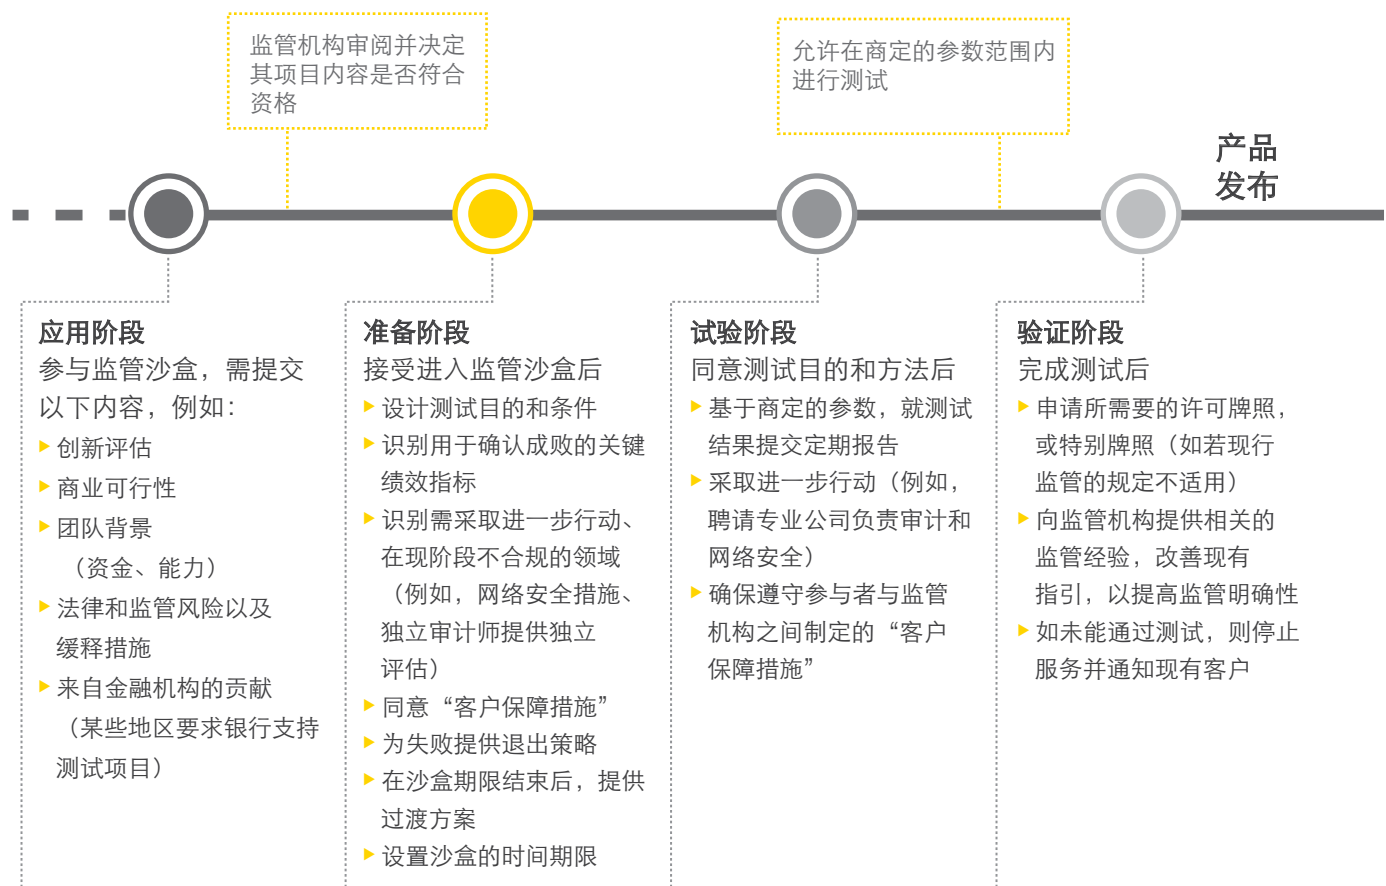 监管机构审阅并决定
其项目内容是否符合
资格
允许在商定的参数范围内
进行测试
产品
发布
应用阶段
参与监管沙盒，需提交
以下内容，例如：
创新评估
商业可行性
团队背景
（资金、能力）
法律和监管风险以及
缓释措施
来自金融机构的贡献
（某些地区要求银行支持
测试项目）
准备阶段
接受进入监管沙盒后
设计测试目的和条件
识别用于确认成败的关键
绩效指标
识别需采取进一步行动、
在现阶段不合规的领域
（例如，网络安全措施、
独立审计师提供独立
评估）
同意“客户保障措施”
为失败提供退出策略
在沙盒期限结束后，提供
过渡方案
设置沙盒的时间期限
试验阶段
同意测试目的和方法后
基于商定的参数，就测试
结果提交定期报告
采取进一步行动（例如，
聘请专业公司负责审计和
网络安全）
确保遵守参与者与监管
机构之间制定的“客户
保障措施”
验证阶段
完成测试后
申请所需要的许可牌照，
或特别牌照（如若现行
监管的规定不适用）
向监管机构提供相关的
监管经验，改善现有
指引，以提高监管明确性
如未能通过测试，则停止
服务并通知现有客户